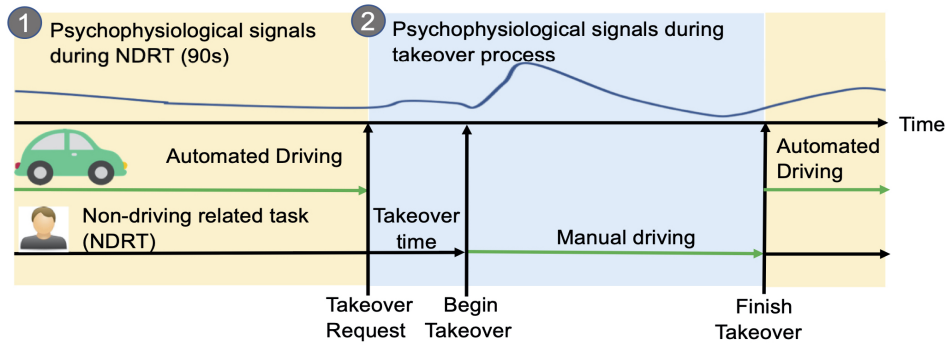 1
Psychophysiological signals
during NDRT (90s)
2
Psychophysiological signals during
takeover process
Time
Automated Driving
Automated
Driving
Non-driving related task
(NDRT)
Takeover
time
Manual driving
Takeover
Request
Begin
Takeover
Finish
Takeover